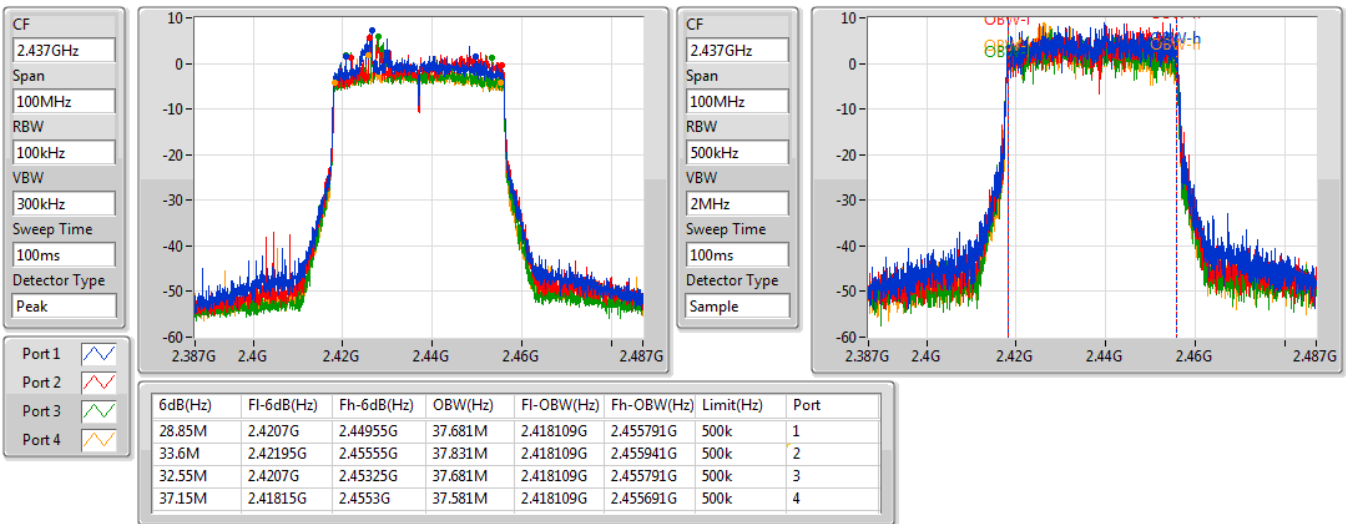 CF
2.437GHz
Span
100MHz
RBW
100kHz
VBW
300kHz
Sweep Time
100ms
Detector Type
Peak
10
0
-10
-20
-30
-40
-50
-60
2.387G 2.4G 2.42G 2.44G 2.46G 2.487G
CF
2.437GHz
Span
100MHz
RBW
500kHz
VBW
2MHz
Sweep Time
100ms
Detector Type
Sample
10
0
-10
-20
-30
-40
-50
-60
2.387G 2.4G 2.42G 2.44G 2.46G 2.487G
Port 1
Port 2
Port 3
Port 4
6dB(Hz) Fl-6dB(Hz) Fh-6dB(Hz) OBW(Hz) Fl-OBW(Hz) Fh-OBW(Hz) Limit(Hz) Port
28.85M 2.4207G 2.44955G 37.681M 2.418109G 2.455791G 500k 1
33.6M 2.42195G 2.45555G 37.831M 2.418109G 2.455941G 500k 2
32.55M 2.4207G 2.45325G 37.681M 2.418109G 2.455791G 500k 3
37.15M 2.41815G 2.4553G 37.581M 2.418109G 2.455691G 500k 4